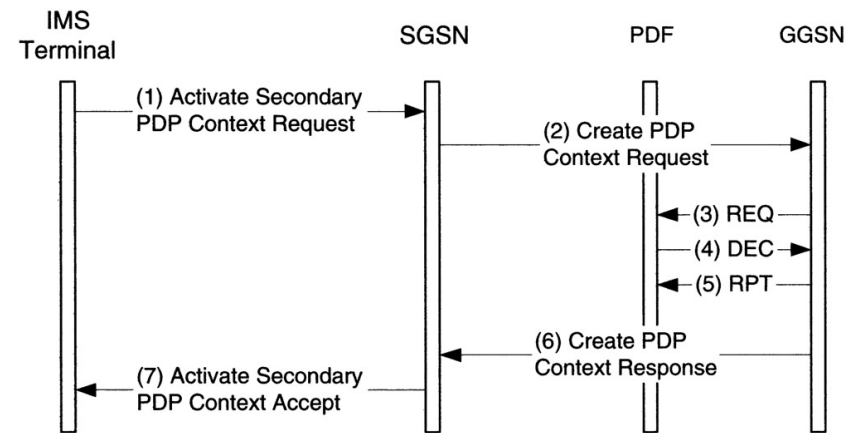 IMS
Terminal
SGSN
PDF
GGSN
(1) Activate Secondary
PDP Context Request
(2) Create PDP
Context Request
(3) REQ
(4) DEC
(5) RPT
(6) Create PDP
Context Response
(7) Activate Secondary
PDP Context Accept